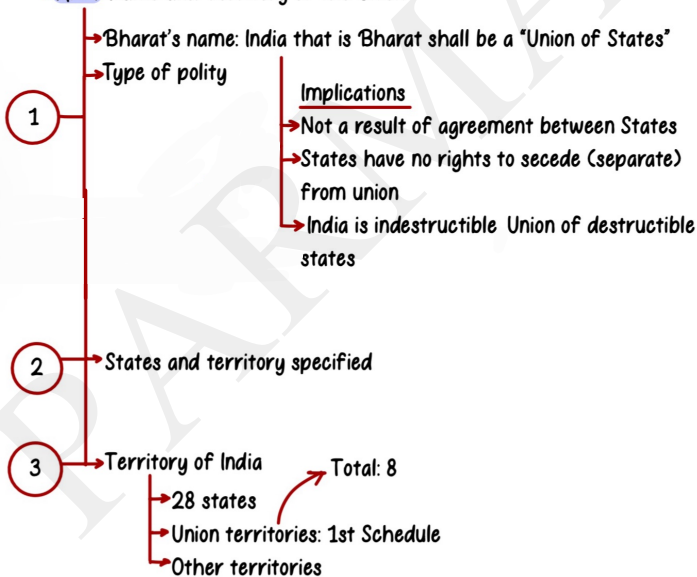 Bharat's name: India that is Bharat shall be a "Union of States"
Type of polity
1
Implications
Not a result of agreement between States
States have no rights to secede (separate)
from union
India is indestructible Union of destructible
states
2
States and territory specified
3
Territory of India
Total: 8
28 states
Union territories: 1st Schedule
Other territories